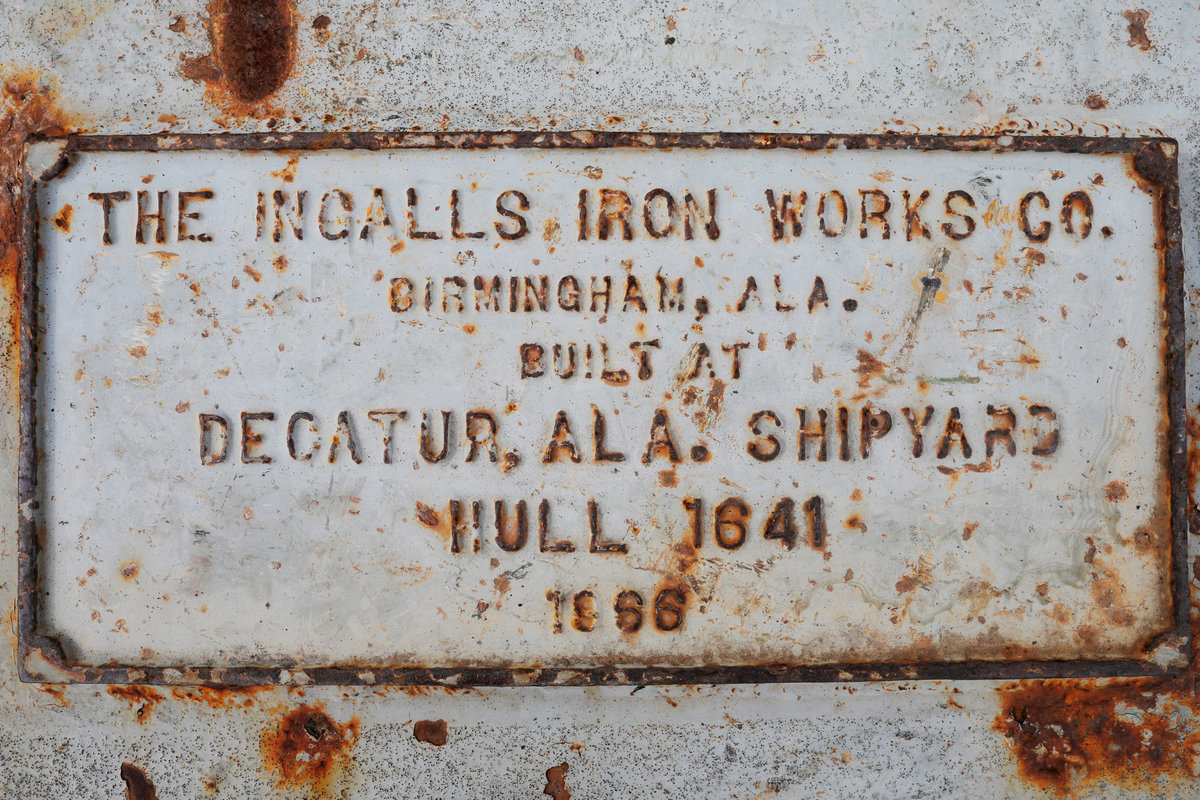 THE INGALLS IRON WORKS CO.
BIRMINGHAM, ALA.
BUILT AT
DECATUR, ALA. SHIPYARD
HULL 1641
1966